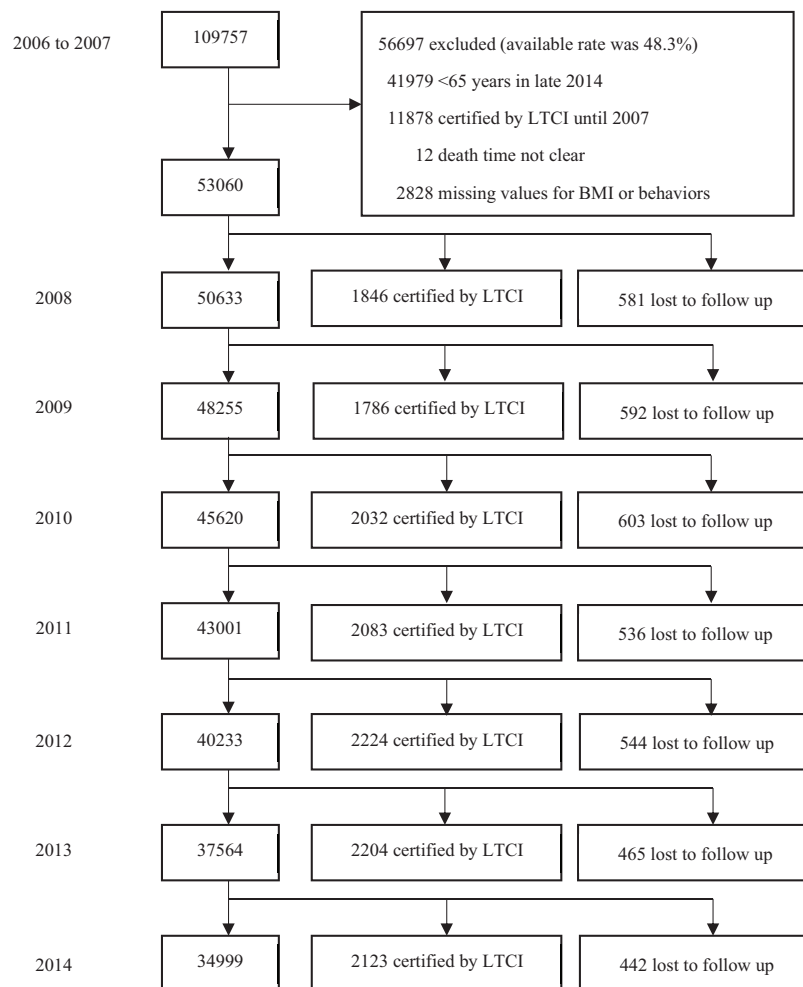 2006 to 2007
109757
56697 excluded (available rate was 48.3%)
41979 <65 years in late 2014
11878 certified by LTCI until 2007
12 death time not clear
2828 missing values for BMI or behaviors
53060
2008
50633
1846 certified by LTCI
581 lost to follow up
2009
48255
1786 certified by LTCI
592 lost to follow up
2010
45620
2032 certified by LTCI
603 lost to follow up
2011
43001
2083 certified by LTCI
536 lost to follow up
2012
40233
2224 certified by LTCI
544 lost to follow up
2013
37564
2204 certified by LTCI
465 lost to follow up
2014
34999
2123 certified by LTCI
442 lost to follow up